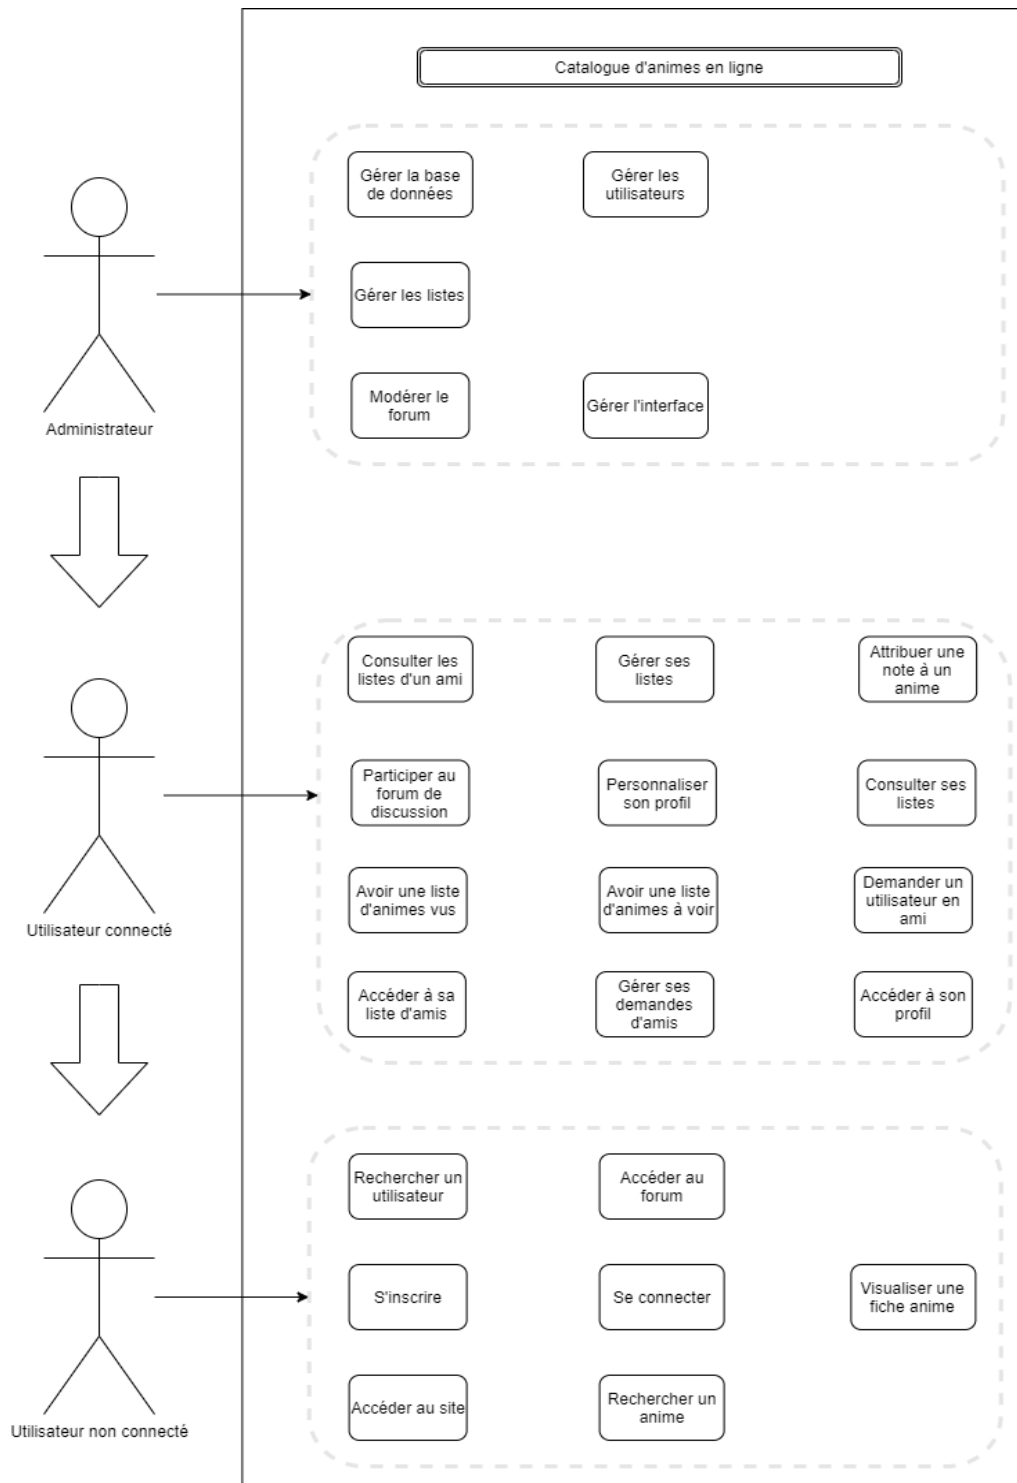 Catalogue d'animes en ligne
Gérer la base
de données
Gérer les
utilisateurs
Gérer les listes
Modérer le
forum
Gérer l'interface
Administrateur
Consulter les
listes d'un ami
Gérer ses
listes
Attribuer une
note à un
anime
Participer au
forum de
discussion
Personnaliser
son profil
Consulter ses
listes
Avoir une liste
d'animes vus
Avoir une liste
d'animes à voir
Demander un
utilisateur en
ami
Utilisateur connecté
Accéder à sa
liste d'amis
Gérer ses
demandes
d'amis
Accéder à son
profil
Rechercher un
utilisateur
Accéder au
forum
S'inscrire
Se connecter
Visualiser une
fiche anime
Accéder au site
Rechercher un
anime
Utilisateur non connecté